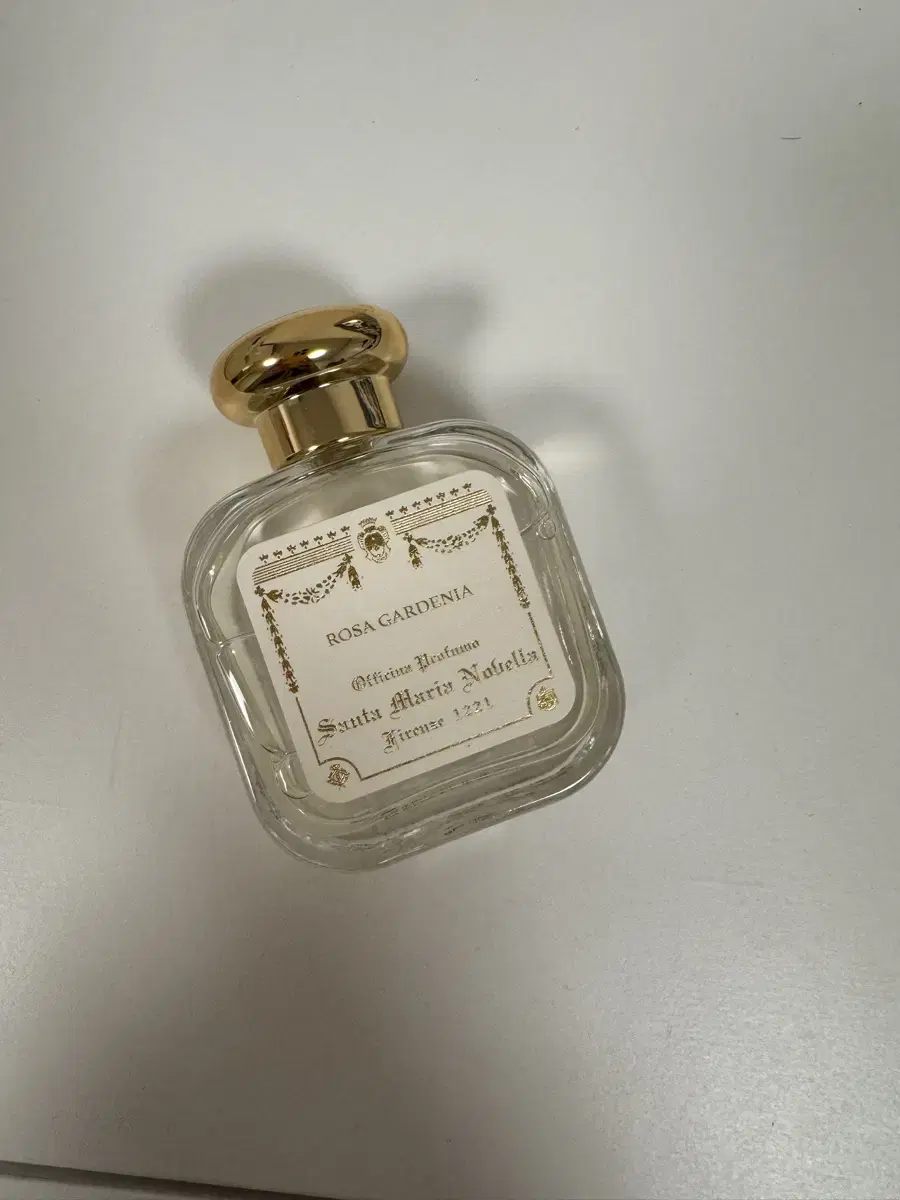 ROSA GARDENIA
Officina Profumo
Santa Maria Novella
Firenze 1221